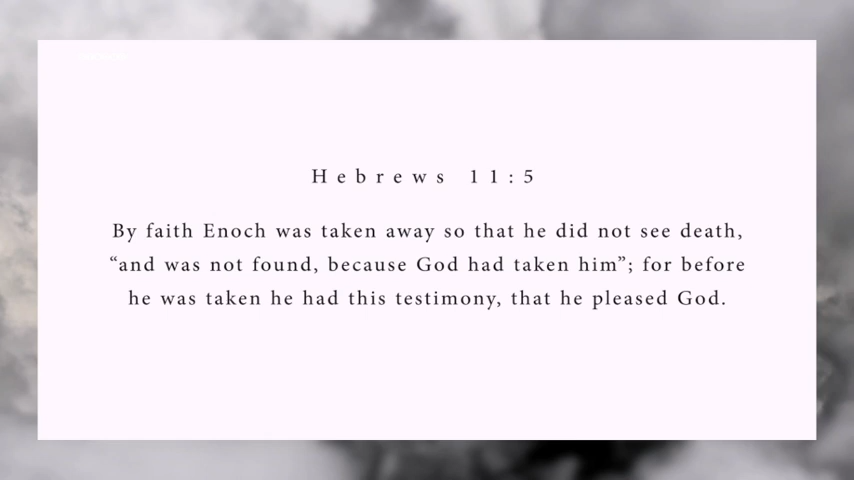 Hebrews 11:5
By faith Enoch was taken away so that he did not see death,
“and was not found, because God had taken him”; for before
he was taken he had this testimony, that he pleased God.